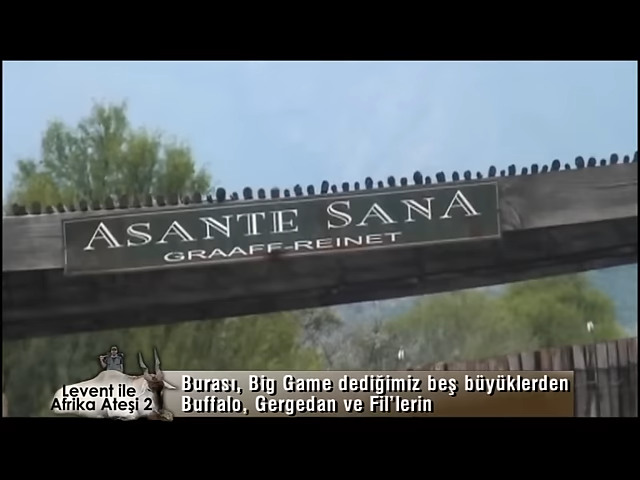 ASANTE SANA
GRAAFF-REINET
Levent ile
Afrika Ateşi 2
Burası, Big Game dediğimiz beş büyüklerden
Buffalo, Gergedan ve Fil'lerin